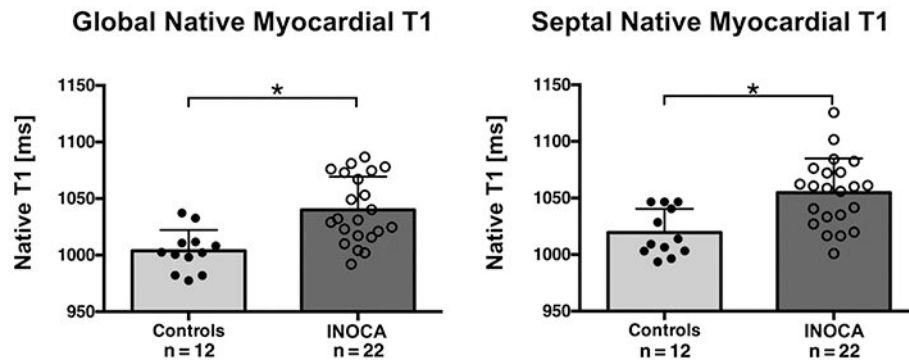 Global Native Myocardial T1
Native T1 [ms]
1150
1100
1050
1000
950
*
Controls
n = 12
INOCA
n = 22
Septal Native Myocardial T1
Native T1 [ms]
1150
1100
1050
1000
950
*
Controls
n = 12
INOCA
n = 22